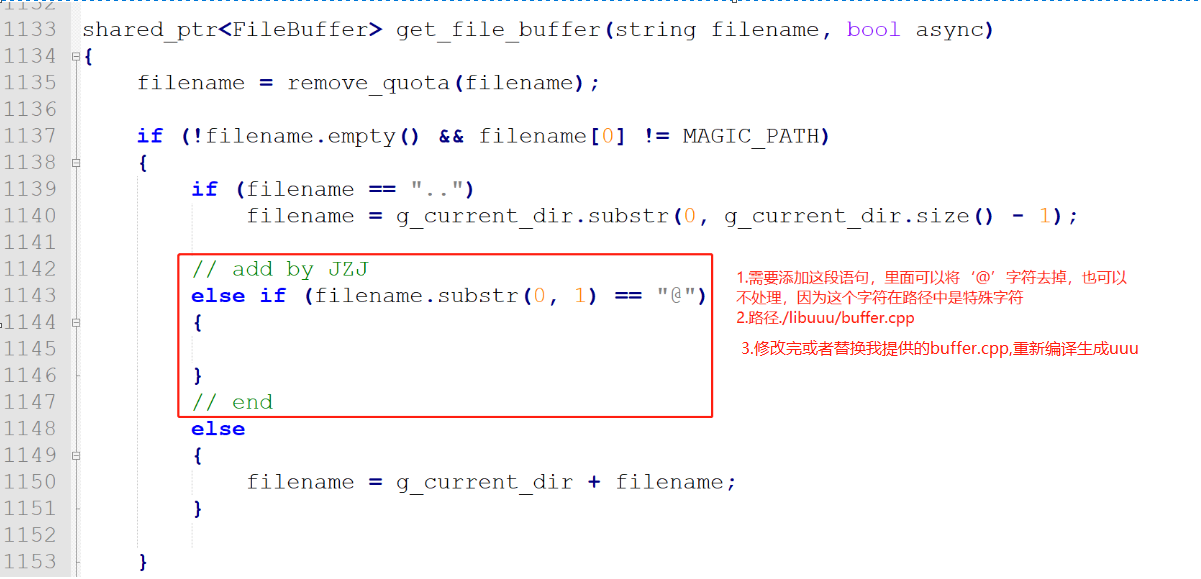 1132
1133 shared_ptr<FileBuffer> get_file_buffer(string filename, bool async)
1134 {
1135 filename = remove_quota(filename);
1136
1137 if (!filename.empty() && filename[0] != MAGIC_PATH)
1138 {
1139 if (filename == "..")
1140 filename = g_current_dir.substr(0, g_current_dir.size() - 1);
1141
1142 // add by JZJ
1143 else if (filename.substr(0, 1) == "@")
1144 {
1145
1146 }
1147 // end
1148 else
1149 {
1150 filename = g_current_dir + filename;
1151 }
1152
1153 }
1.需要添加这段语句，里面可以将‘@’字符去掉，也可以
不处理，因为这个字符在路径中是特殊字符
2.路径./libuuu/buffer.cpp
3.修改完或者替换我提供的buffer.cpp,重新编译生成uuu